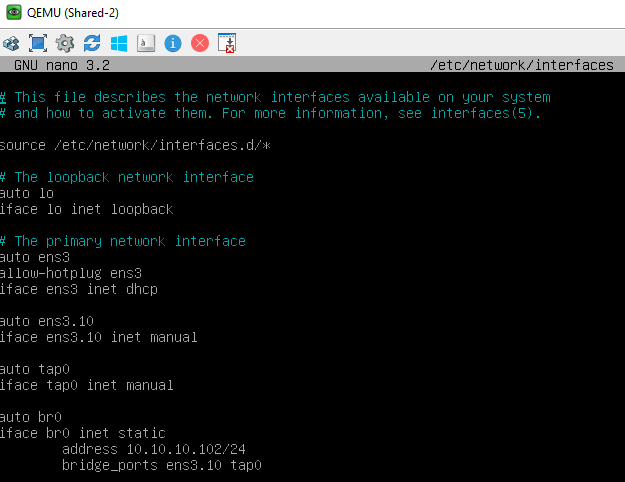 QEMU (Shared-2)
GNU nano 3.2 /etc/network/interfaces
# This file describes the network interfaces available on your system
# and how to activate them. For more information, see interfaces(5).
source /etc/network/interfaces.d/*
# The loopback network interface
auto lo
iface lo inet loopback
# The primary network interface
auto ens3
allow-hotplug ens3
iface ens3 inet dhcp
auto ens3.10
iface ens3.10 inet manual
auto tap0
iface tap0 inet manual
auto br0
iface br0 inet static
address 10.10.10.102/24
bridge_ports ens3.10 tap0